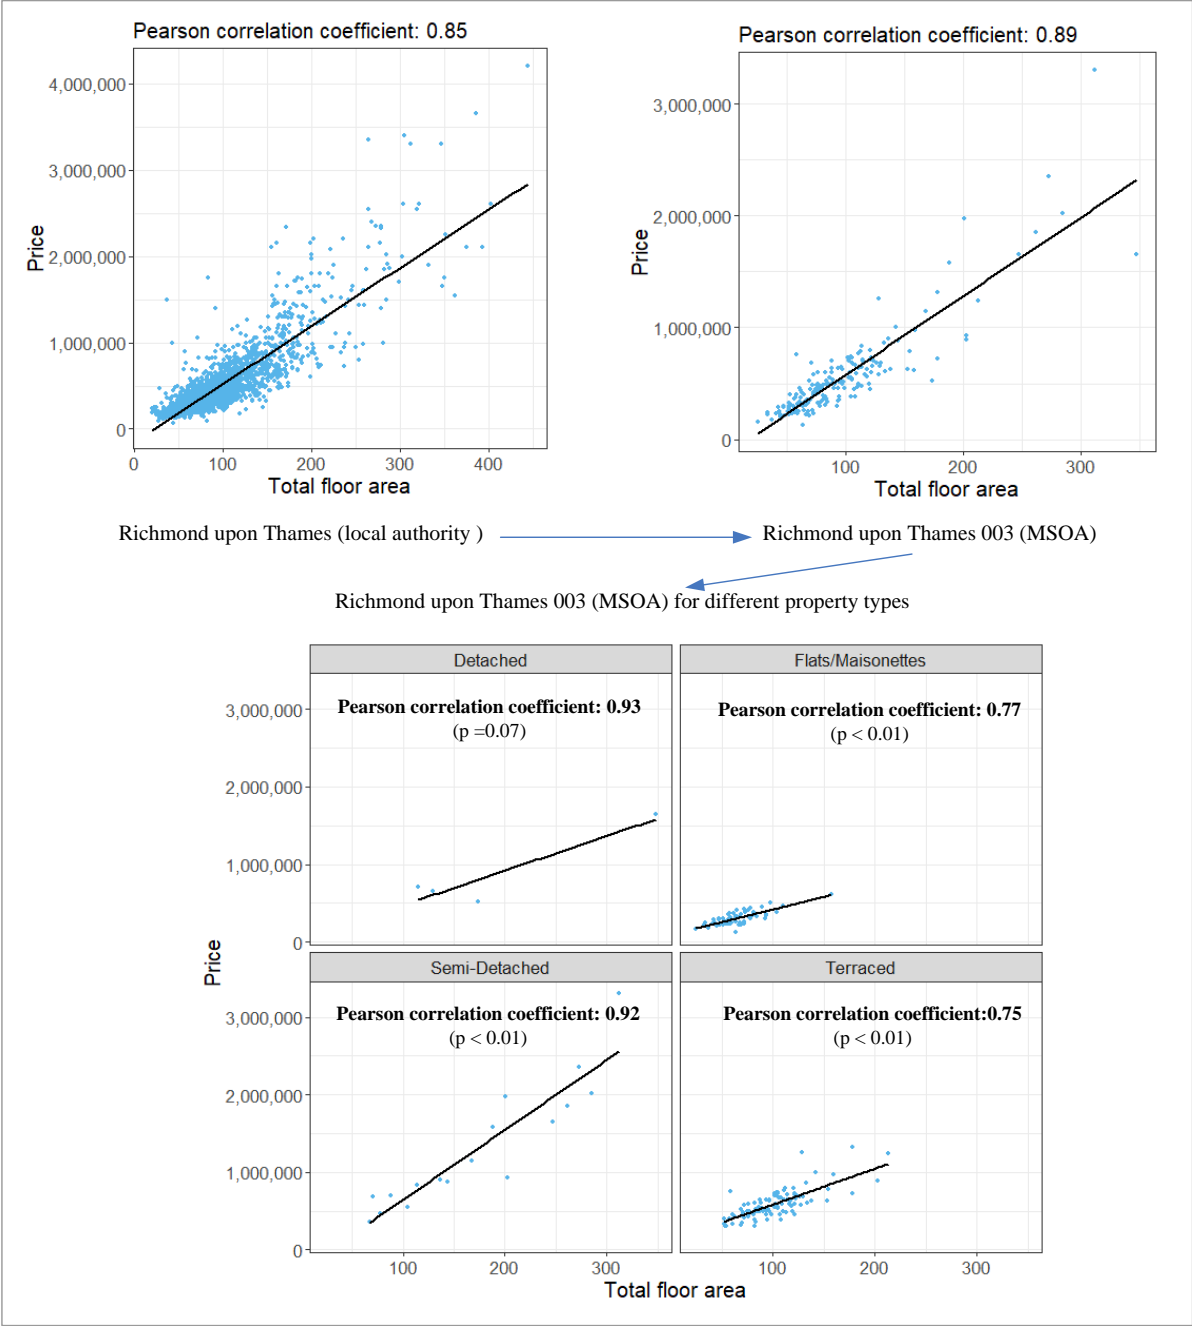 Pearson correlation coefficient: 0.85
4,000,000
3,000,000
2,000,000
1,000,000
0
Price
0 100 200 300 400
Total floor area
Pearson correlation coefficient: 0.89
3,000,000
2,000,000
1,000,000
0
Price
100 200 300
Total floor area
Richmond upon Thames (local authority )
Richmond upon Thames 003 (MSOA)
Richmond upon Thames 003 (MSOA) for different property types
Detached
Pearson correlation coefficient: 0.93
(p =0.07)
3,000,000
2,000,000
1,000,000
0
Flats/Maisonettes
Pearson correlation coefficient: 0.77
(p < 0.01)
Price
Semi-Detached
Pearson correlation coefficient: 0.92
(p < 0.01)
3,000,000
2,000,000
1,000,000
0
100 200 300
Terraced
Pearson correlation coefficient:0.75
(p < 0.01)
100 200 300
Total floor area